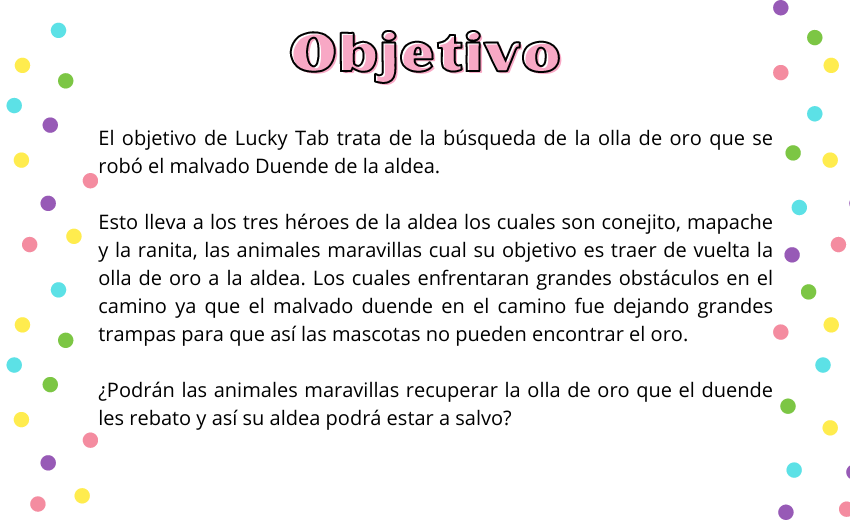 Objetivo
El objetivo de Lucky Tab trata de la búsqueda de la olla de oro que se
robó el malvado Duende de la aldea.
Esto lleva a los tres héroes de la aldea los cuales son conejito, mapache
y la ranita, las animales maravillas cual su objetivo es traer de vuelta la
olla de oro a la aldea. Los cuales enfrentaran grandes obstáculos en el
camino ya que el malvado duende en el camino fue dejando grandes
trampas para que así las mascotas no pueden encontrar el oro.
¿Podrán las animales maravillas recuperar la olla de oro que el duende
les rebato y así su aldea podrá estar a salvo?